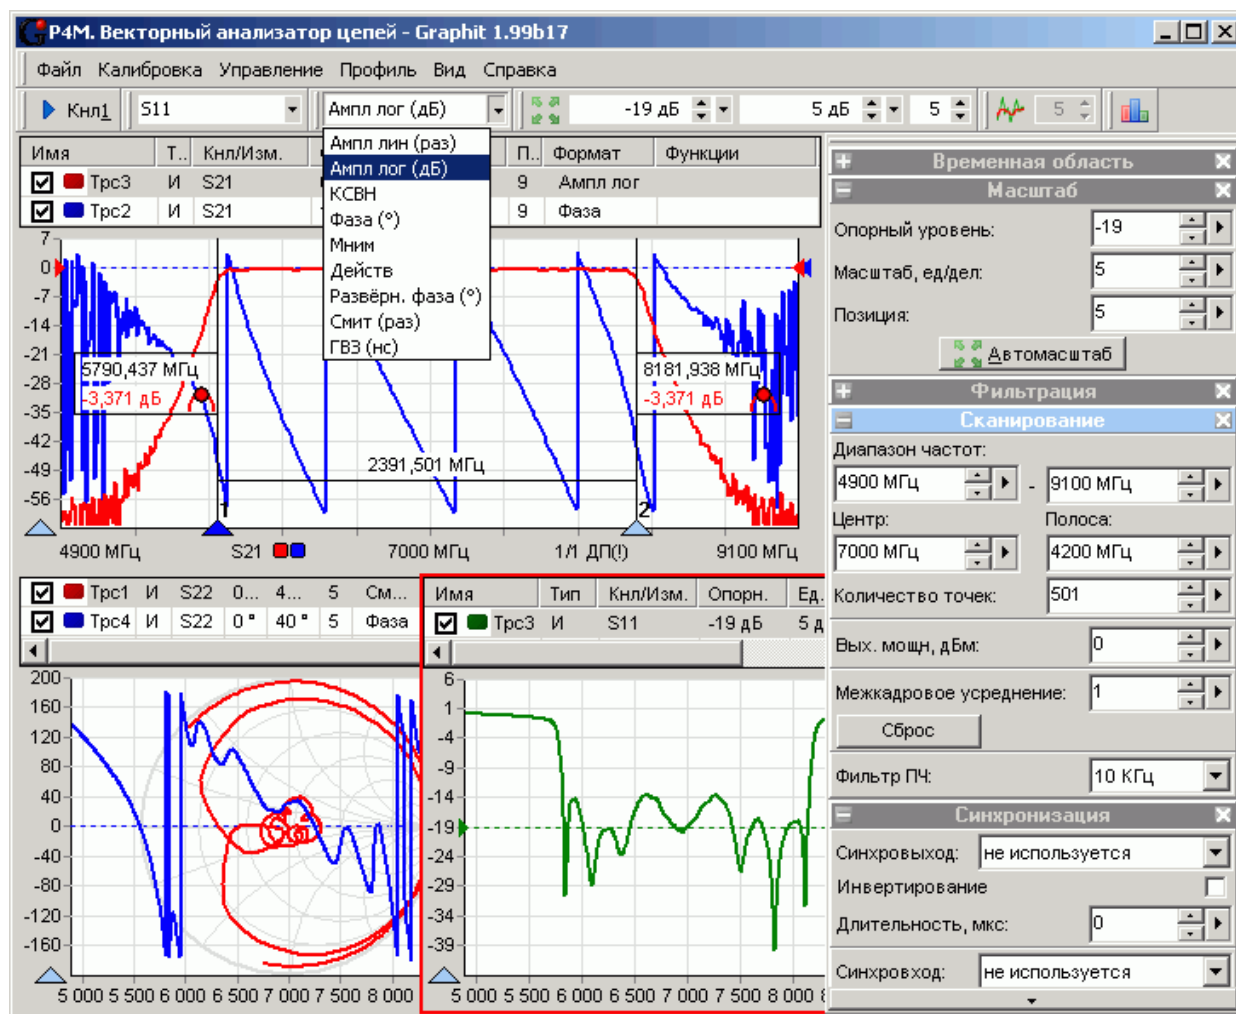 Р4М. Векторный анализатор цепей - Graphit 1.99b17
Файл Калибровка Управление Профиль Вид Справка
Кнл1 S11 Ампл лог (дБ) -19 дБ 5 дБ 5 5
Ампл лин (раз)
Ампл лог (дБ)
КСВН
Фаза (°)
Мним
Действ
Развёрн. фаза (°)
Смит (раз)
ГВЗ (нс)
Имя Т.. Кнл/Изм. П.. Формат Функции
Трс3 И S21 9 Ампл лог
Трс2 И S21 9 Фаза
7
0
-7
-14
-21
-28
-35
-42
-49
-56
5790,437 МГц
-3,371 дБ
8181,938 МГц
-3,371 дБ
2391,501 МГц
1
2
4900 МГц S21 7000 МГц 1/1 ДП(!) 9100 МГц
Трс1 И S22 0... 4... 5 См...
Трс4 И S22 0 ° 40 ° 5 Фаза
200
160
120
80
40
0
-40
-80
-120
-160
5 000 5 500 6 000 6 500 7 000 7 500 8 000
Имя Тип Кнл/Изм. Опорн. Ед.
Трс3 И S11 -19 дБ 5 д
6
1
-4
-9
-14
-19
-24
-29
-34
-39
5 000 5 500 6 000 6 500 7 000 7 500 8 000
Временная область
Масштаб
Опорный уровень: -19
Масштаб, ед/дел: 5
Позиция: 5
Автомасштаб
Фильтрация
Сканирование
Диапазон частот:
4900 МГц - 9100 МГц
Центр: Полоса:
7000 МГц 4200 МГц
Количество точек: 501
Вых. мощн, дБм: 0
Межкадровое усреднение: 1
Сброс
Фильтр ПЧ: 10 КГц
Синхронизация
Синхровыход: не используется
Инвертирование
Длительность, мкс: 0
Синхровход: не используется